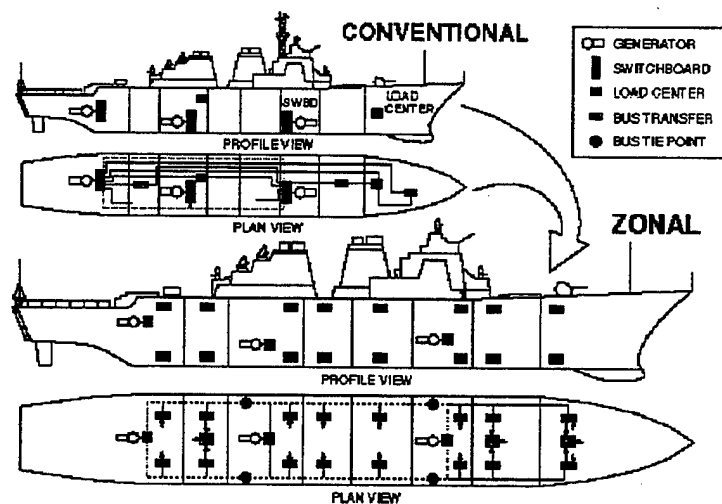 CONVENTIONAL
GENERATOR
SWITCHBOARD
LOAD CENTER
BUS TRANSFER
BUS TIE POINT
SWBD
LOAD
CENTER
PROFILE VIEW
PLAN VIEW
ZONAL
PROFILE VIEW
PLAN VIEW